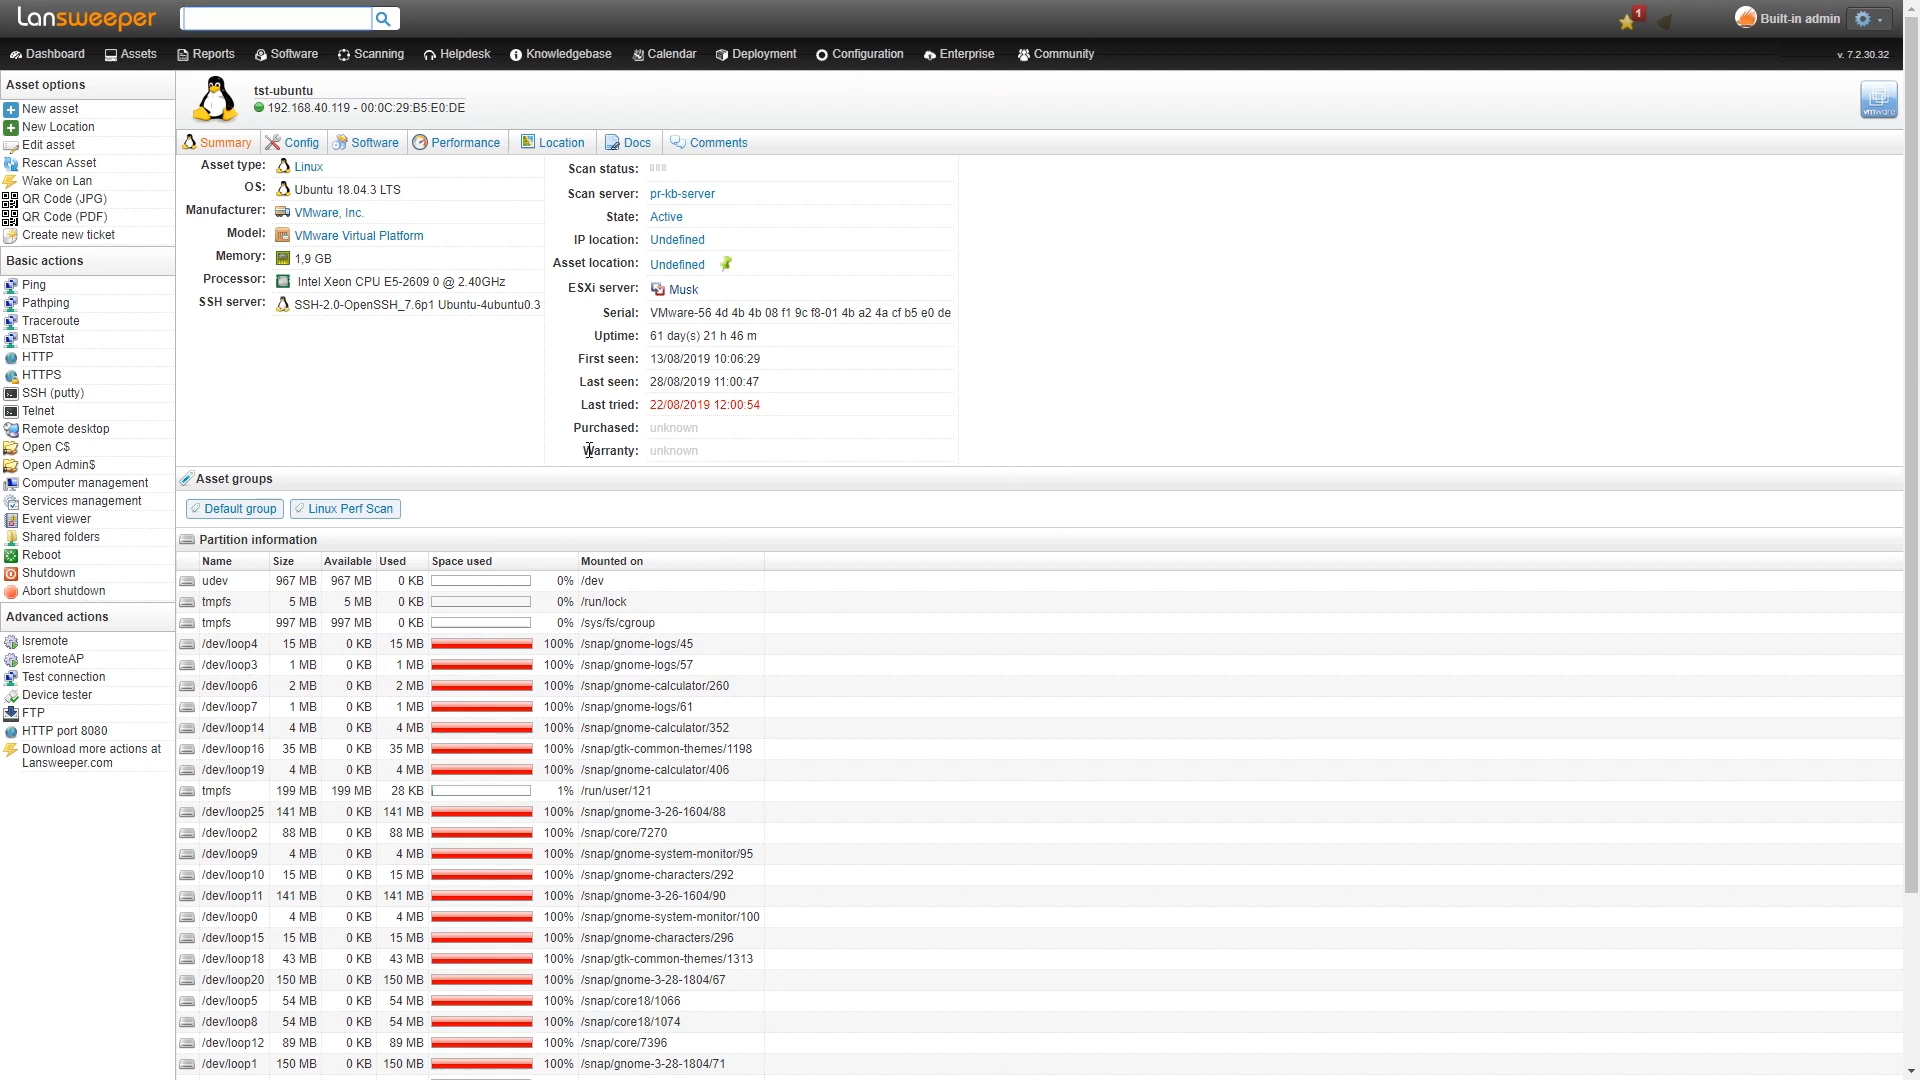 Lansweeper
1
Built-in admin
Dashboard Assets Reports Software Scanning Helpdesk Knowledgebase Calendar Deployment Configuration Enterprise Community
v. 7.2.30.32
Asset options
New asset
New Location
Edit asset
Rescan Asset
Wake on Lan
QR Code (JPG)
QR Code (PDF)
Create new ticket
Basic actions
Ping
Pathping
Traceroute
NBTstat
HTTP
HTTPS
SSH (putty)
Telnet
Remote desktop
Open C$
Open Admin$
Computer management
Services management
Event viewer
Shared folders
Reboot
Shutdown
Abort shutdown
Advanced actions
lsremote
lsremoteAP
Test connection
Device tester
FTP
HTTP port 8080
Download more actions at
Lansweeper.com
tst-ubuntu
192.168.40.119 - 00:0C:29:B5:E0:DE
vmware
Summary Config Software Performance Location Docs Comments
Asset type: Linux
OS: Ubuntu 18.04.3 LTS
Manufacturer: VMware, Inc.
Model: VMware Virtual Platform
Memory: 1,9 GB
Processor: Intel Xeon CPU E5-2609 0 @ 2.40GHz
SSH server: SSH-2.0-OpenSSH_7.6p1 Ubuntu-4ubuntu0.3
Scan status:
Scan server: pr-kb-server
State: Active
IP location: Undefined
Asset location: Undefined
ESXi server: Musk
Serial: VMware-56 4d 4b 4b 08 f1 9c f8-01 4b a2 4a cf b5 e0 de
Uptime: 61 day(s) 21 h 46 m
First seen: 13/08/2019 10:06:29
Last seen: 28/08/2019 11:00:47
Last tried: 22/08/2019 12:00:54
Purchased: unknown
Warranty: unknown
Asset groups
Default group Linux Perf Scan
Partition information
Name Size Available Used Space used Mounted on
udev 967 MB 967 MB 0 KB 0% /dev
tmpfs 5 MB 5 MB 0 KB 0% /run/lock
tmpfs 997 MB 997 MB 0 KB 0% /sys/fs/cgroup
/dev/loop4 15 MB 0 KB 15 MB 100% /snap/gnome-logs/45
/dev/loop3 1 MB 0 KB 1 MB 100% /snap/gnome-logs/57
/dev/loop6 2 MB 0 KB 2 MB 100% /snap/gnome-calculator/260
/dev/loop7 1 MB 0 KB 1 MB 100% /snap/gnome-logs/61
/dev/loop14 4 MB 0 KB 4 MB 100% /snap/gnome-calculator/352
/dev/loop16 35 MB 0 KB 35 MB 100% /snap/gtk-common-themes/1198
/dev/loop19 4 MB 0 KB 4 MB 100% /snap/gnome-calculator/406
tmpfs 199 MB 199 MB 28 KB 1% /run/user/121
/dev/loop25 141 MB 0 KB 141 MB 100% /snap/gnome-3-26-1604/88
/dev/loop2 88 MB 0 KB 88 MB 100% /snap/core/7270
/dev/loop9 4 MB 0 KB 4 MB 100% /snap/gnome-system-monitor/95
/dev/loop10 15 MB 0 KB 15 MB 100% /snap/gnome-characters/292
/dev/loop11 141 MB 0 KB 141 MB 100% /snap/gnome-3-26-1604/90
/dev/loop0 4 MB 0 KB 4 MB 100% /snap/gnome-system-monitor/100
/dev/loop15 15 MB 0 KB 15 MB 100% /snap/gnome-characters/296
/dev/loop18 43 MB 0 KB 43 MB 100% /snap/gtk-common-themes/1313
/dev/loop20 150 MB 0 KB 150 MB 100% /snap/gnome-3-28-1804/67
/dev/loop5 54 MB 0 KB 54 MB 100% /snap/core18/1066
/dev/loop8 54 MB 0 KB 54 MB 100% /snap/core18/1074
/dev/loop12 89 MB 0 KB 89 MB 100% /snap/core/7396
/dev/loop1 150 MB 0 KB 150 MB 100% /snap/gnome-3-28-1804/71